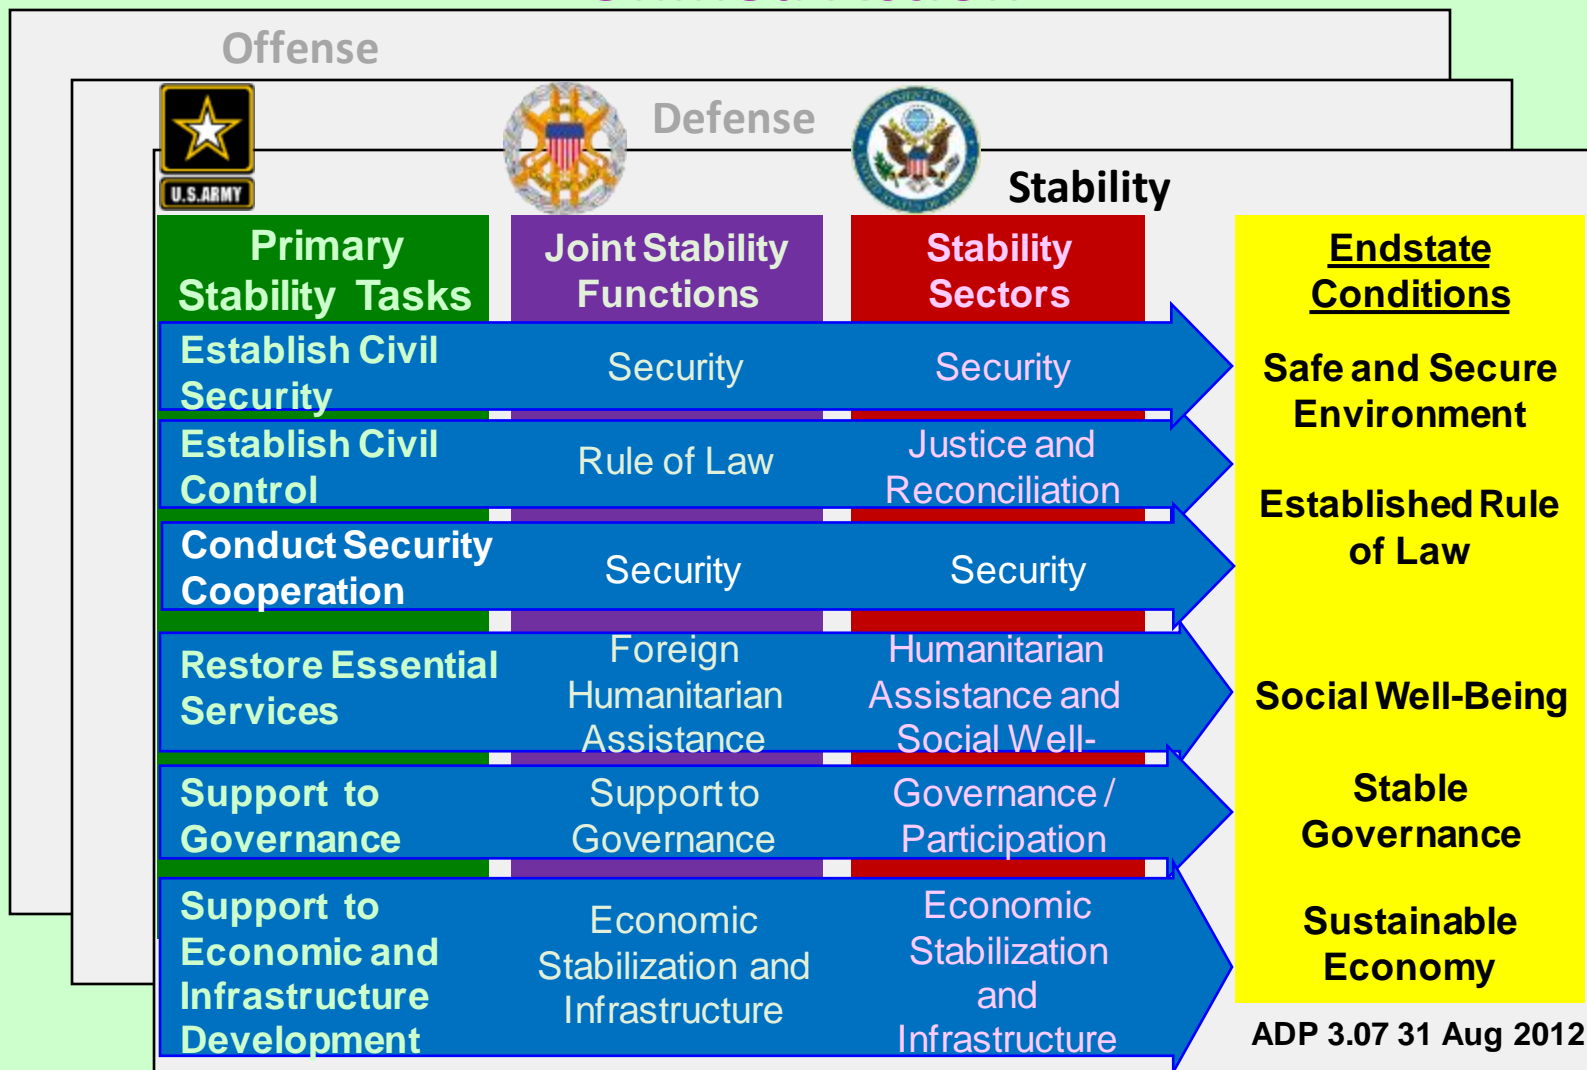 Offense
Defense
Stability
U.S.ARMY
Primary
Stability Tasks
Joint Stability
Functions
Stability
Sectors
Endstate
Conditions
Establish Civil
Security
Security
Security
Safe and Secure
Environment
Establish Civil
Control
Rule of Law
Justice and
Reconciliation
Established Rule
of Law
Conduct Security
Cooperation
Security
Security
Restore Essential
Services
Foreign
Humanitarian
Assistance
Humanitarian
Assistance and
Social Well-
Social Well-Being
Support to
Governance
Support to
Governance
Governance /
Participation
Stable
Governance
Support to
Economic and
Infrastructure
Development
Economic
Stabilization and
Infrastructure
Economic
Stabilization
and
Infrastructure
Sustainable
Economy
ADP 3.07 31 Aug 2012